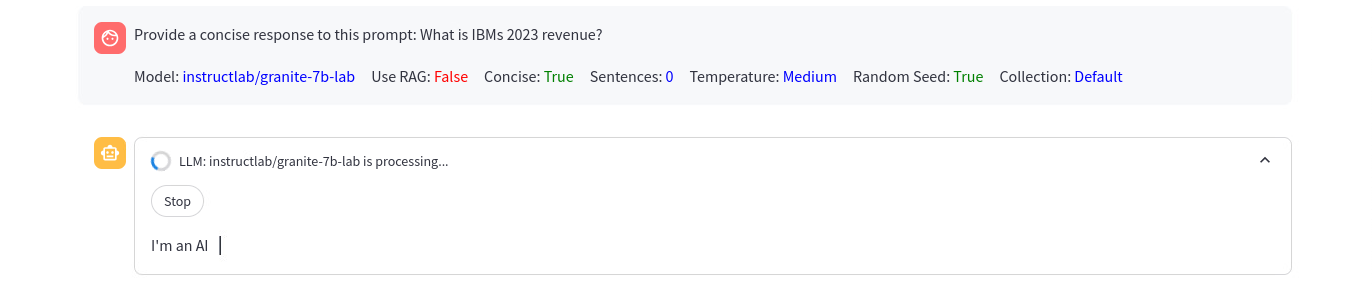 Provide a concise response to this prompt: What is IBMs 2023 revenue?
Model: instructlab/granite-7b-lab Use RAG: False Concise: True Sentences: 0 Temperature: Medium Random Seed: True Collection: Default
LLM: instructlab/granite-7b-lab is processing...
Stop
I'm an AI